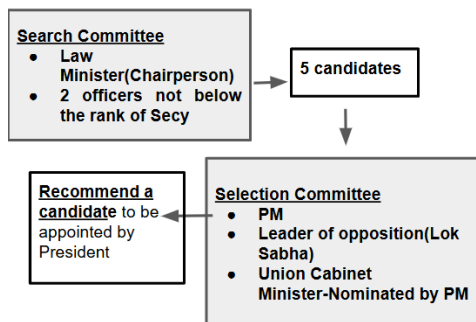 Search Committee
● Law
Minister(Chairperson)
● 2 officers not below
the rank of Secy
5 candidates
Selection Committee
● PM
● Leader of opposition(Lok
Sabha)
● Union Cabinet
Minister-Nominated by PM
Recommend a
candidate to be
appointed by
President